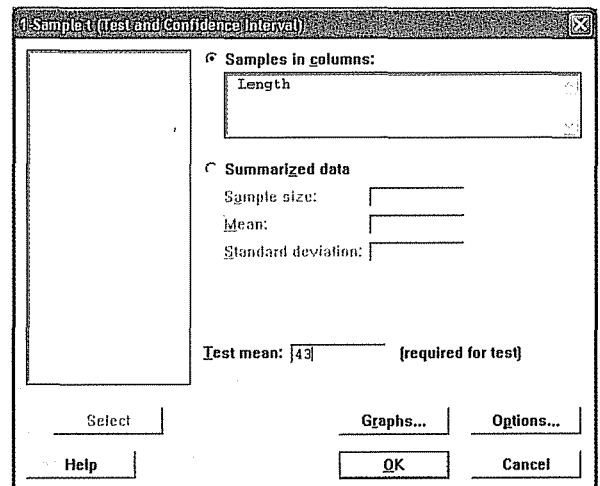 1-Sample t (Test and Confidence Interval)
Samples in columns:
Length
Summarized data
Sample size:
Mean:
Standard deviation:
Test mean: 43 (required for test)
Select
Graphs...
Options...
Help
OK
Cancel